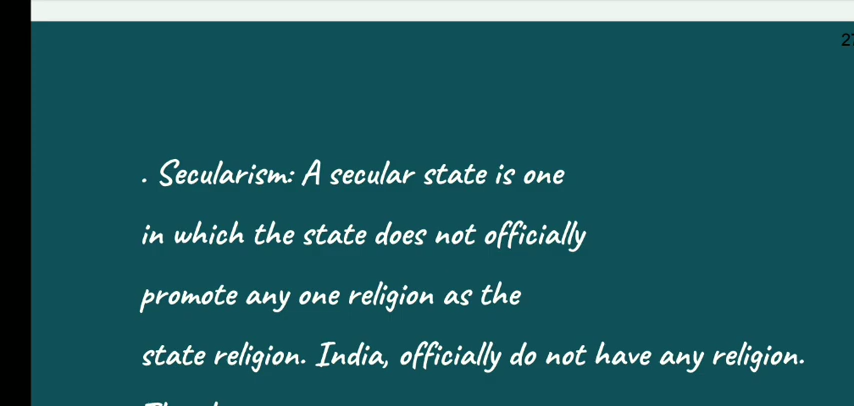 27
. Secularism: A secular state is one
in which the state does not officially
promote any one religion as the
state religion. India, officially do not have any religion.